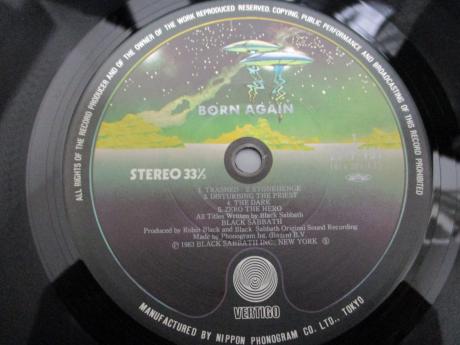 ALL RIGHTS OF THE RECORD PRODUCER AND OF THE OWNER OF THE WORK REPRODUCED RESERVED. COPYING, PUBLIC PERFORMANCE AND BROADCASTING OF THIS RECORD PROHIBITED
BORN AGAIN
STEREO 33⅓
1. TRASHED 2. STONEHENGE
3. DISTURBING THE PRIEST
4. THE DARK
5. ZERO THE HERO
All Titles Written by Black Sabbath
BLACK SABBATH
Produced by Robin Black and Black Sabbath Original Sound Recording
Made by Phonogram Int. B.V.
Ⓟ 1983 BLACK SABBATH INC. NEW YORK Ⓢ
VERTIGO
MANUFACTURED BY NIPPON PHONOGRAM CO. LTD., TOKYO